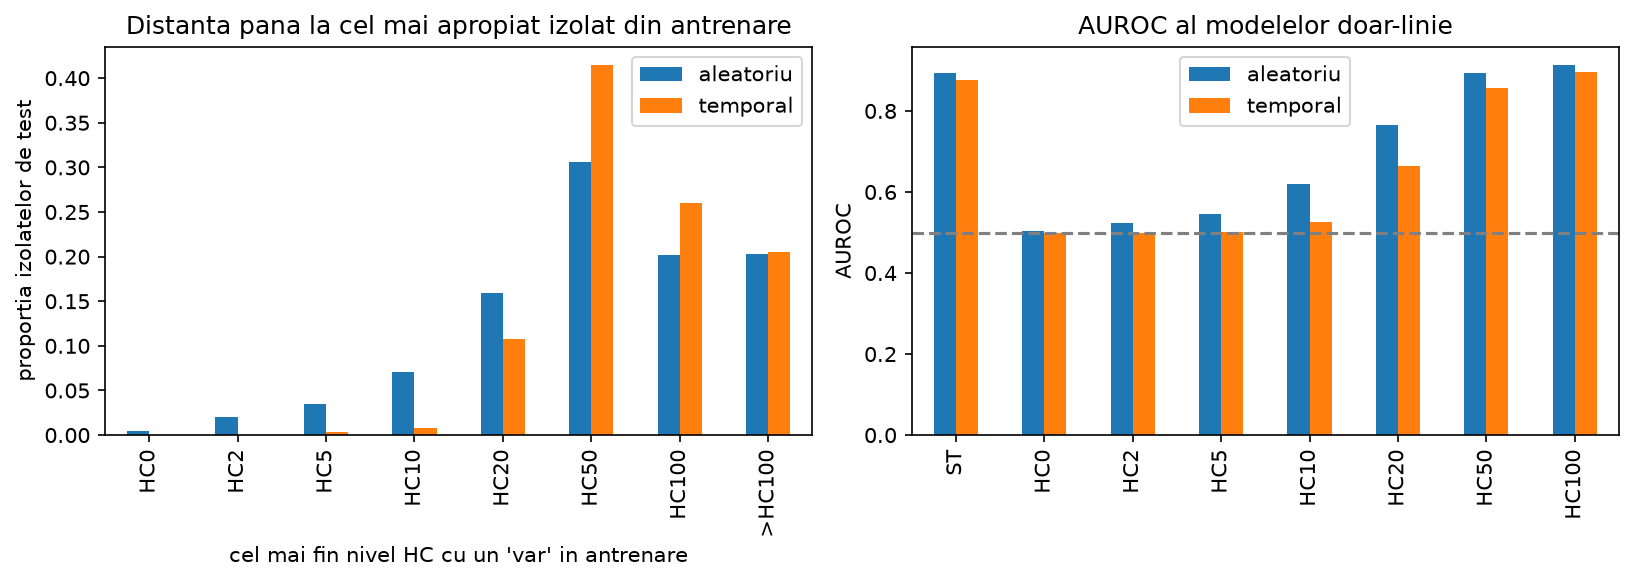 Distanta pana la cel mai apropiat izolat din antrenare
proportia izolatelor de test
0.40
0.35
0.30
0.25
0.20
0.15
0.10
0.05
0.00
aleatoriu
temporal
HC0
HC2
HC5
HC10
HC20
HC50
HC100
>HC100
cel mai fin nivel HC cu un 'var' in antrenare
AUROC al modelelor doar-linie
AUROC
0.8
0.6
0.4
0.2
0.0
aleatoriu
temporal
ST
HC0
HC2
HC5
HC10
HC20
HC50
HC100